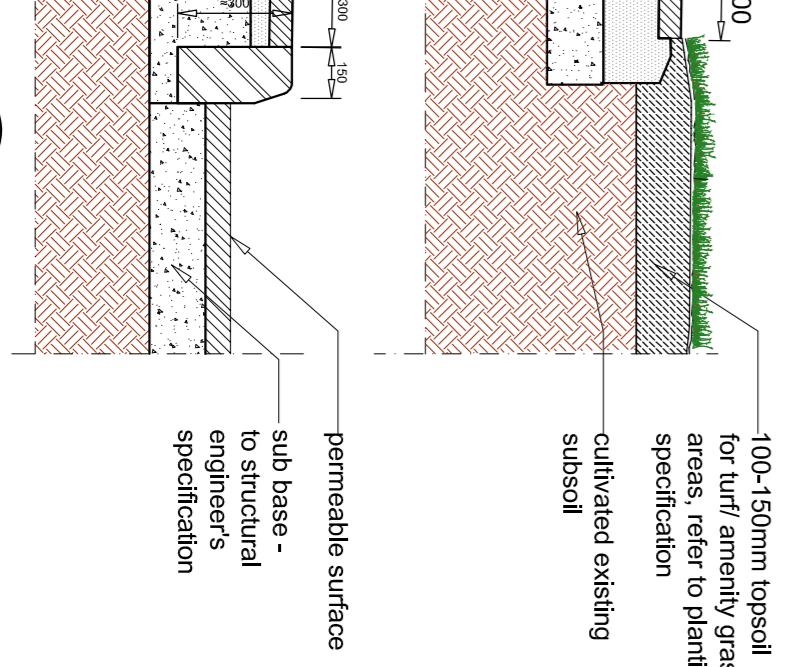 ≈300
300
150
00
100-150mm topsoil
for turf/ amenity gras
areas, refer to planti
specification
cultivated existing
subsoil
permeable surface
sub base -
to structural
engineer's
specification